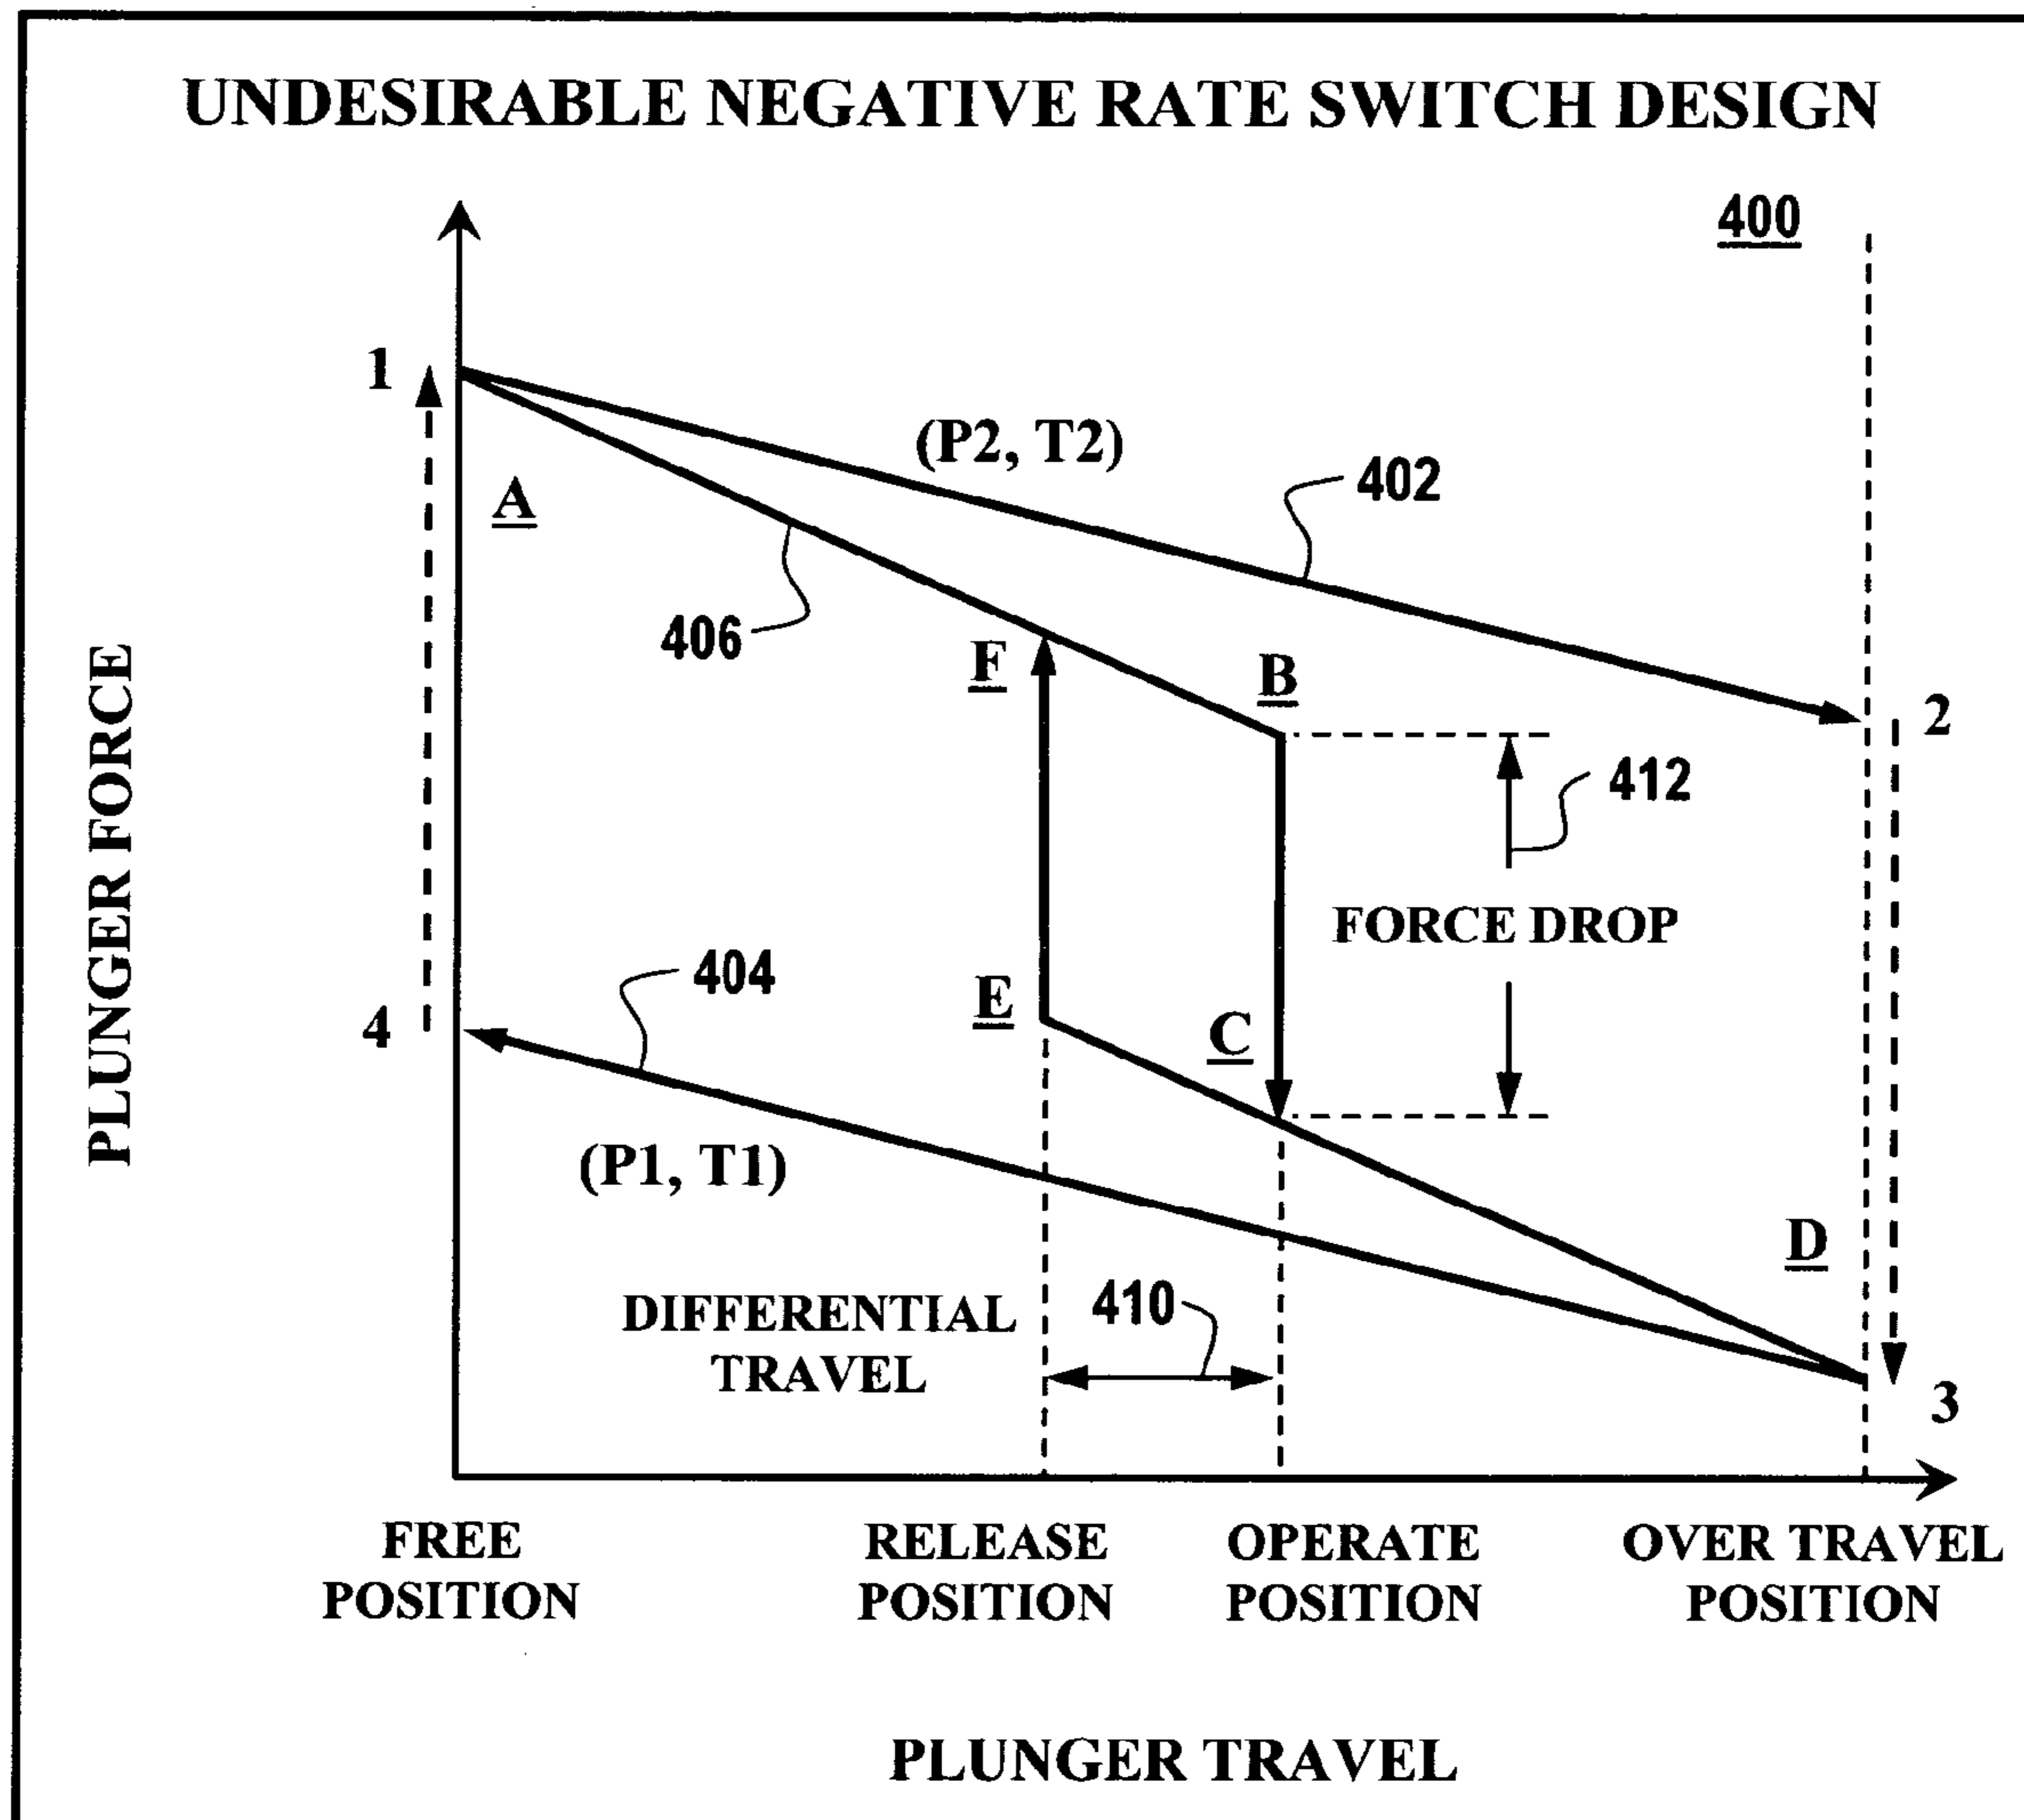 UNDESIRABLE NEGATIVE RATE SWITCH DESIGN
400
1
(P2, T2)
402
A
406
F
B
2
412
PLUNGER FORCE
FORCE DROP
404
E
C
4
(P1, T1)
D
410
DIFFERENTIAL
TRAVEL
3
FREE
POSITION
RELEASE
POSITION
OPERATE
POSITION
OVER TRAVEL
POSITION
PLUNGER TRAVEL